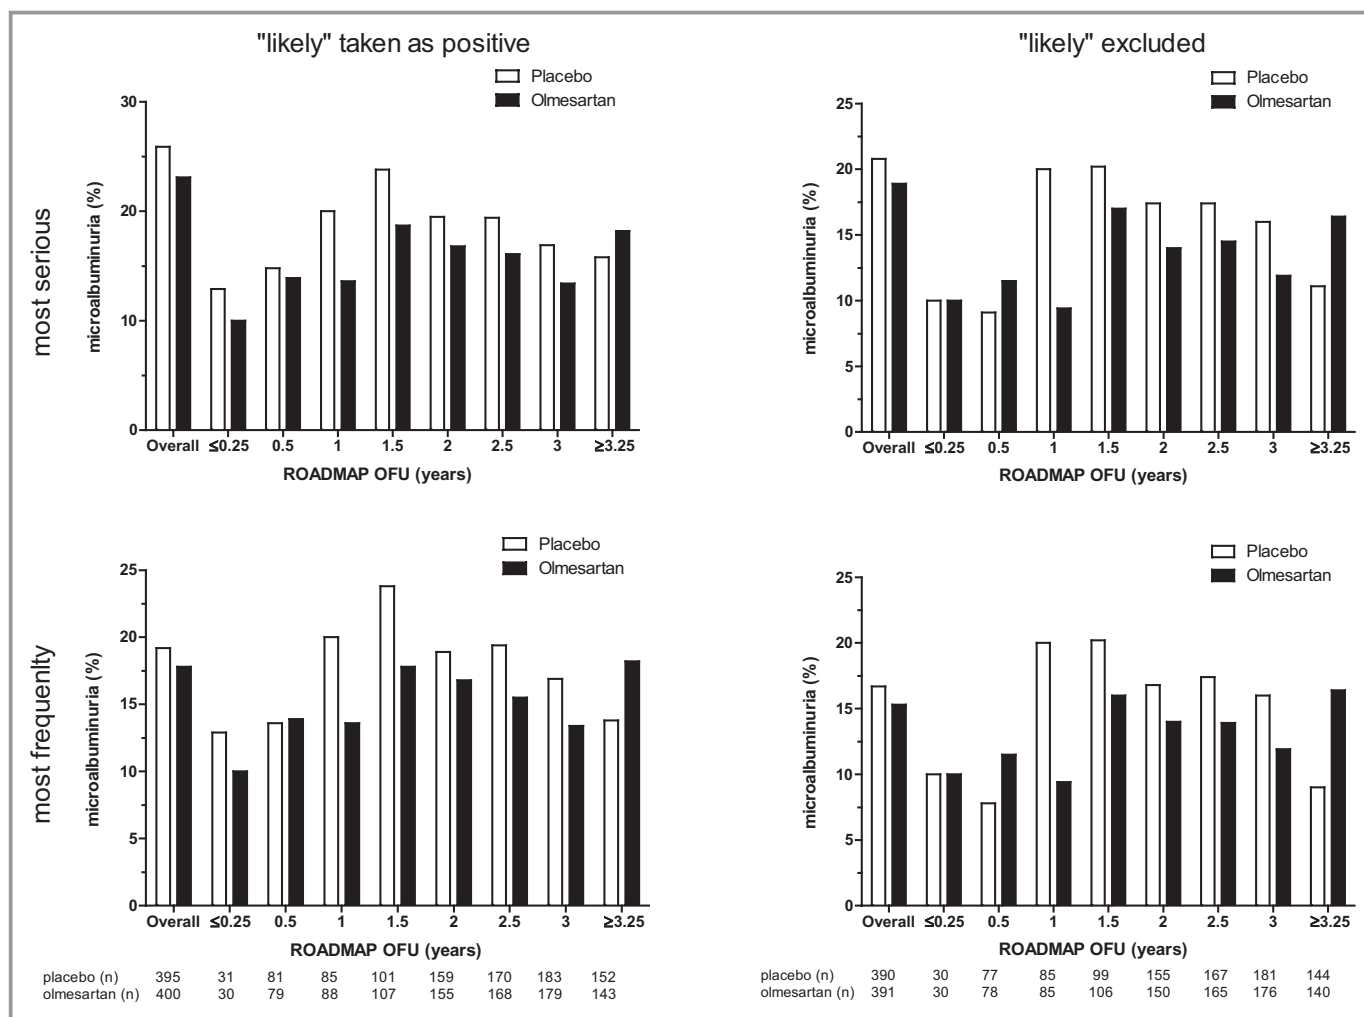 "likely" taken as positive
"likely" excluded
most serious
Placebo
Olmesartan
microalbuminuria (%)
30
20
10
0
Overall ≤0.25 0.5 1 1.5 2 2.5 3 ≥3.25
ROADMAP OFU (years)
Placebo
Olmesartan
microalbuminuria (%)
25
20
15
10
5
0
Overall ≤0.25 0.5 1 1.5 2 2.5 3 ≥3.25
ROADMAP OFU (years)
most frequenlty
Placebo
Olmesartan
microalbuminuria (%)
25
20
15
10
5
0
Overall ≤0.25 0.5 1 1.5 2 2.5 3 ≥3.25
ROADMAP OFU (years)
placebo (n) 395 31 81 85 101 159 170 183 152
olmesartan (n) 400 30 79 88 107 155 168 179 143
Placebo
Olmesartan
microalbuminuria (%)
25
20
15
10
5
0
Overall ≤0.25 0.5 1 1.5 2 2.5 3 ≥3.25
ROADMAP OFU (years)
placebo (n) 390 30 77 85 99 155 167 181 144
olmesartan (n) 391 30 78 85 106 150 165 176 140